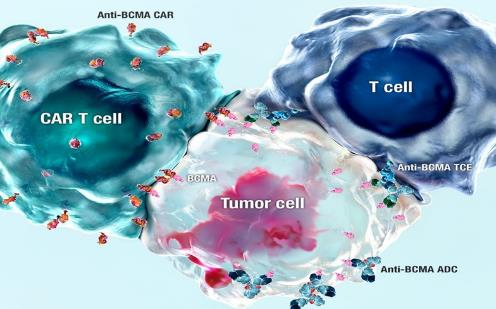 Anti-BCMA CAR
T cell
CAR T cell
Anti-BCMA TCE
BCMA
Tumor cell
Anti-BCMA ADC